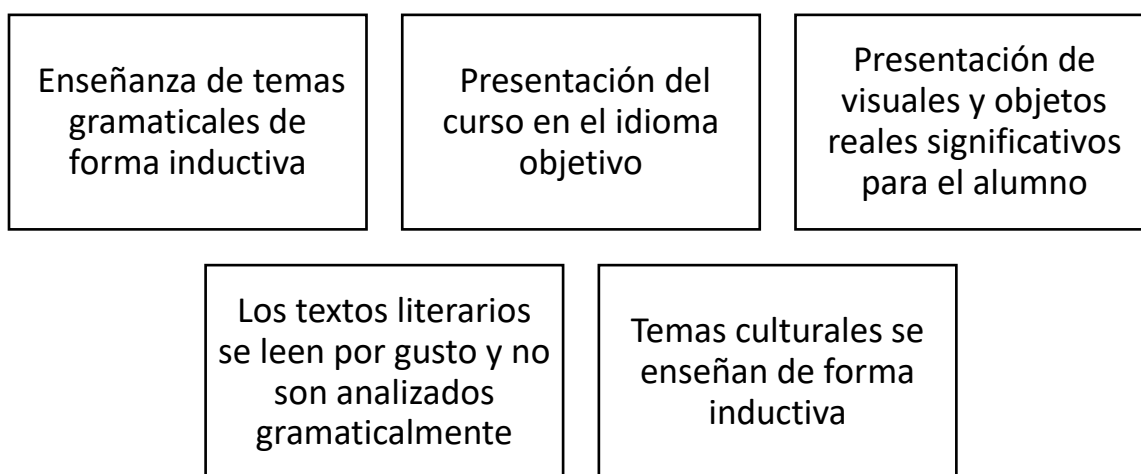 Enseñanza de temas
gramaticales de
forma inductiva
Presentación del
curso en el idioma
objetivo
Presentación de
visuales y objetos
reales significativos
para el alumno
Los textos literarios
se leen por gusto y no
son analizados
gramaticalmente
Temas culturales se
enseñan de forma
inductiva